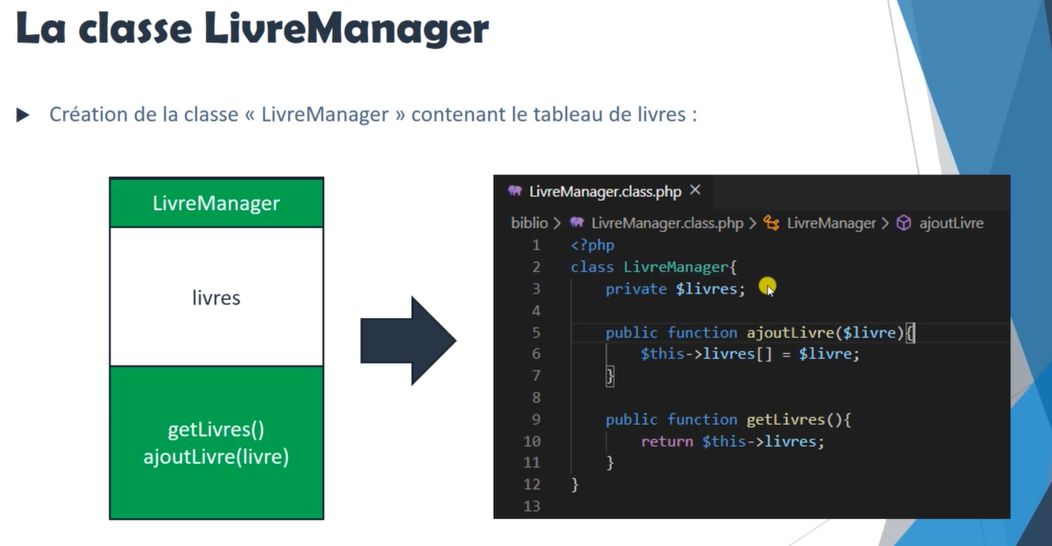 La classe LivreManager
Création de la classe « LivreManager » contenant le tableau de livres :
LivreManager
livres
getLivres()
ajoutLivre(livre)
LivreManager.class.php ×
biblio > LivreManager.class.php > LivreManager > ajoutLivre
1 <?php
2 class LivreManager{
3 private $livres;
4
5 public function ajoutLivre($livre){
6 $this->livres[] = $livre;
7 }
8
9 public function getLivres(){
10 return $this->livres;
11 }
12 }
13